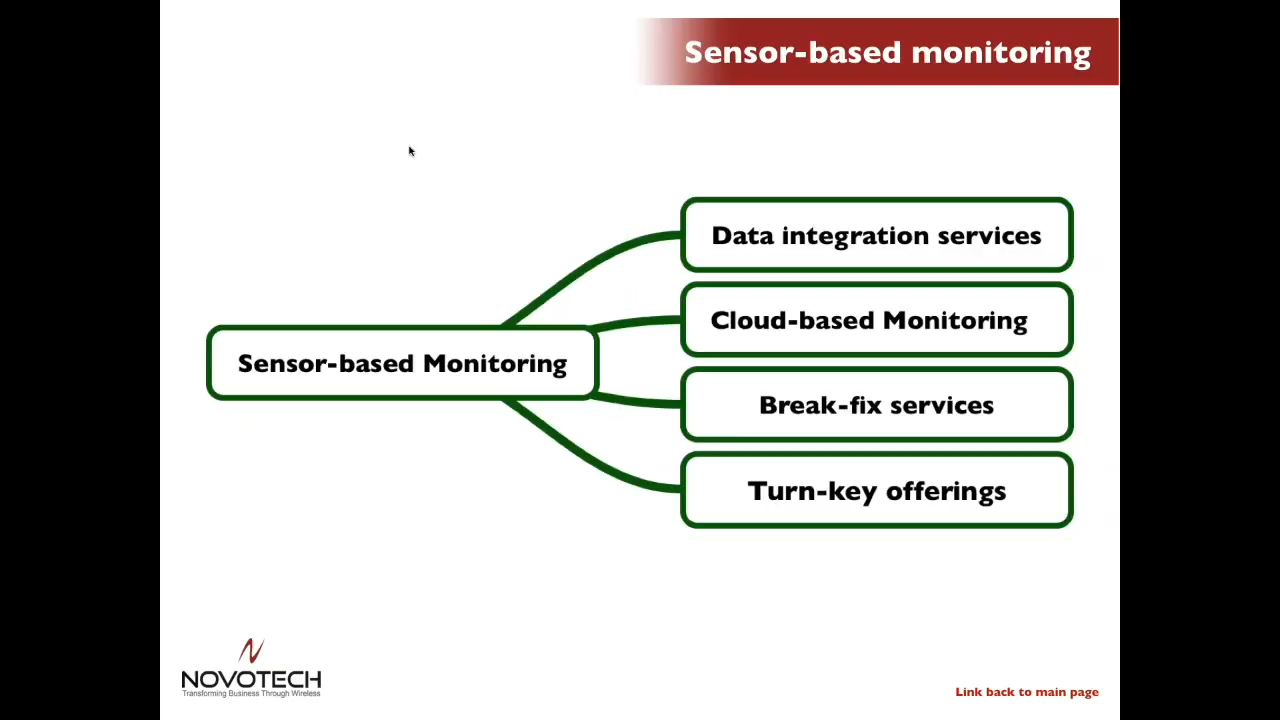 Sensor-based monitoring
Data integration services
Cloud-based Monitoring
Sensor-based Monitoring
Break-fix services
Turn-key offerings
NOVOTECH
Transforming Business Through Wireless
Link back to main page